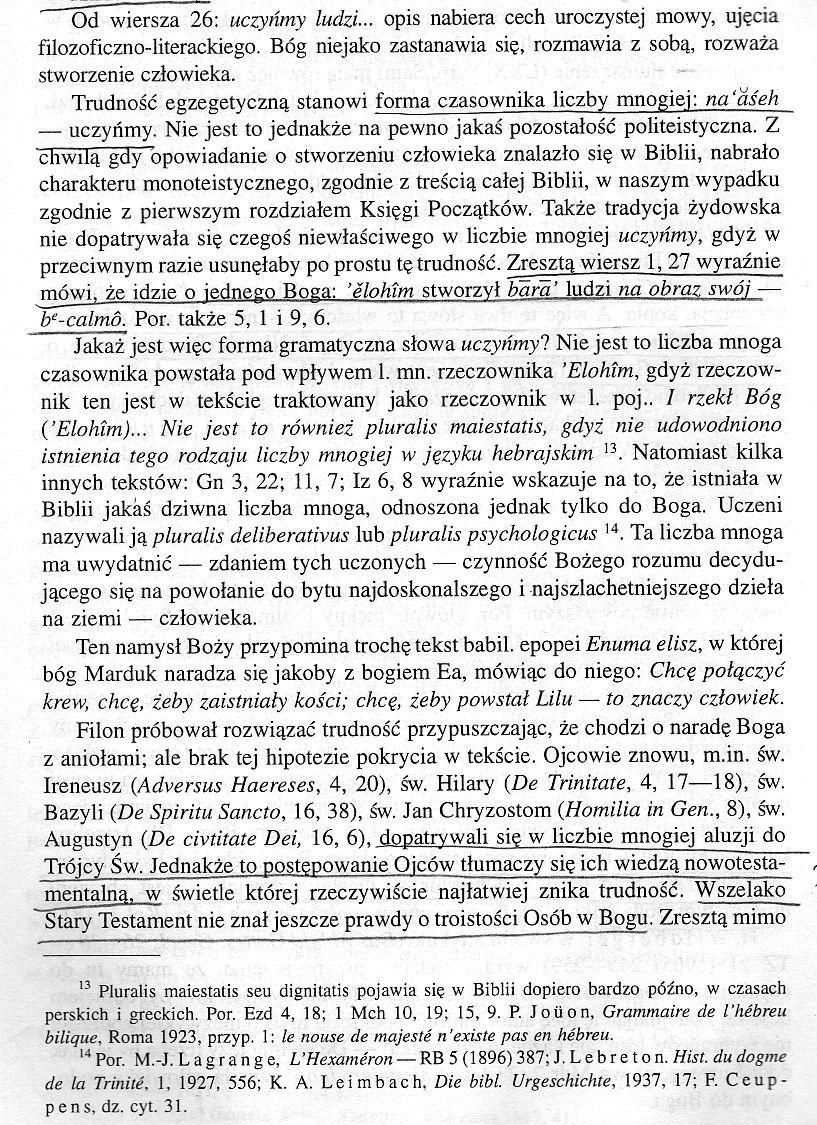 Od wiersza 26: uczyńmy ludzi... opis nabiera cech uroczystej mowy, ujęcia
filozoficzno-literackiego. Bóg niejako zastanawia się, rozmawia z sobą, rozważa
stworzenie człowieka.
Trudność egzegetyczną stanowi forma czasownika liczby mnogiej: na‘ăśeh
— uczyńmy. Nie jest to jednakże na pewno jakaś pozostałość politeistyczna. Z
chwilą gdy opowiadanie o stworzeniu człowieka znalazło się w Biblii, nabrało
charakteru monoteistycznego, zgodnie z treścią całej Biblii, w naszym wypadku
zgodnie z pierwszym rozdziałem Księgi Początków. Także tradycja żydowska
nie dopatrywała się czegoś niewłaściwego w liczbie mnogiej uczyńmy, gdyż w
przeciwnym razie usunęłaby po prostu tę trudność. Zresztą wiersz 1, 27 wyraźnie
mówi, że idzie o jednego Boga: ’ĕlohîm stworzył bārā’ ludzi na obraz swój —
bᵉ-calmô. Por. także 5, 1 i 9, 6.
Jakaż jest więc forma gramatyczna słowa uczyńmy? Nie jest to liczba mnoga
czasownika powstała pod wpływem l. mn. rzeczownika ’Elohîm, gdyż rzeczow-
nik ten jest w tekście traktowany jako rzeczownik w l. poj.. I rzekł Bóg
(’Elohîm)... Nie jest to również pluralis maiestatis, gdyż nie udowodniono
istnienia tego rodzaju liczby mnogiej w języku hebrajskim ¹³. Natomiast kilka
innych tekstów: Gn 3, 22; 11, 7; Iz 6, 8 wyraźnie wskazuje na to, że istniała w
Biblii jakaś dziwna liczba mnoga, odnoszona jednak tylko do Boga. Uczeni
nazywali ją pluralis deliberativus lub pluralis psychologicus ¹⁴. Ta liczba mnoga
ma uwydatnić — zdaniem tych uczonych — czynność Bożego rozumu decydu-
jącego się na powołanie do bytu najdoskonalszego i najszlachetniejszego dzieła
na ziemi — człowieka.
Ten namysł Boży przypomina trochę tekst babil. epopei Enuma elisz, w której
bóg Marduk naradza się jakoby z bogiem Ea, mówiąc do niego: Chcę połączyć
krew, chcę, żeby zaistniały kości; chcę, żeby powstał Lilu — to znaczy człowiek.
Filon próbował rozwiązać trudność przypuszczając, że chodzi o naradę Boga
z aniołami; ale brak tej hipotezie pokrycia w tekście. Ojcowie znowu, m.in. św.
Ireneusz (Adversus Haereses, 4, 20), św. Hilary (De Trinitate, 4, 17—18), św.
Bazyli (De Spiritu Sancto, 16, 38), św. Jan Chryzostom (Homilia in Gen., 8), św.
Augustyn (De civtitate Dei, 16, 6), dopatrywali się w liczbie mnogiej aluzji do
Trójcy Św. Jednakże to postępowanie Ojców tłumaczy się ich wiedzą nowotesta-
mentalną, w świetle której rzeczywiście najłatwiej znika trudność. Wszelako
Stary Testament nie znał jeszcze prawdy o troistości Osób w Bogu. Zresztą mimo
¹³ Pluralis maiestatis seu dignitatis pojawia się w Biblii dopiero bardzo późno, w czasach
perskich i greckich. Por. Ezd 4, 18; 1 Mch 10, 19; 15, 9. P. Joüon, Grammaire de l’hébreu
bilique, Roma 1923, przyp. 1: le nouse de majesté n’existe pas en hébreu.
¹⁴ Por. M.-J. Lagrange, L’Hexaméron — RB 5 (1896) 387; J. Lebreton. Hist. du dogme
de la Trinité, 1, 1927, 556; K. A. Leimbach, Die bibl. Urgeschichte, 1937, 17; F. Ceup-
pens, dz. cyt. 31.